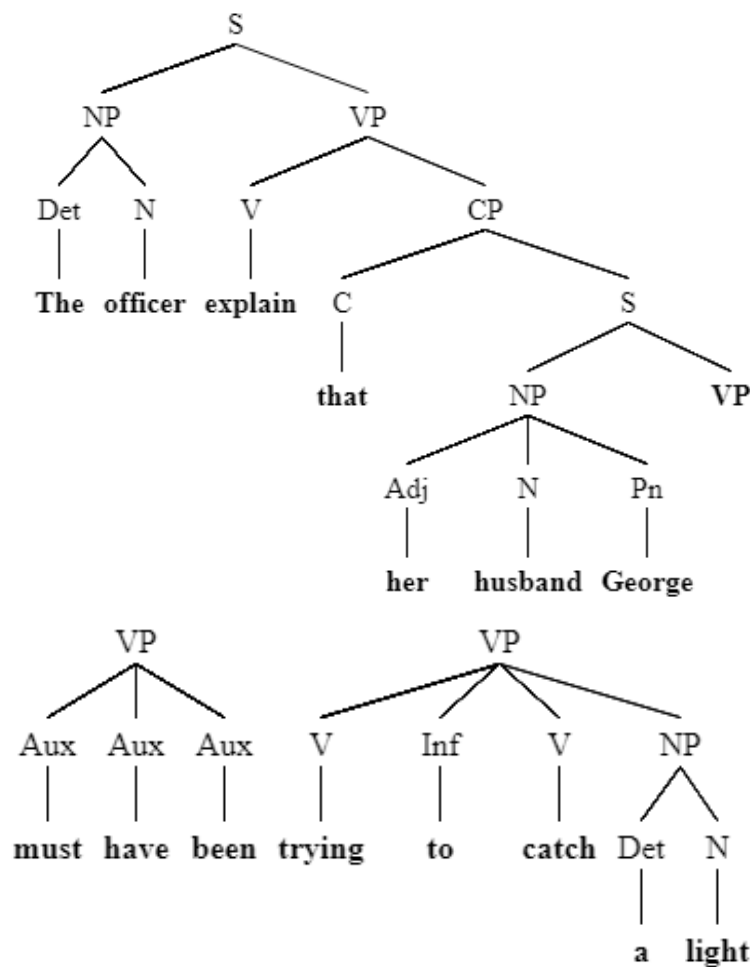 S
NP VP
Det N V CP
The officer explain C S
that NP VP
Adj N Pn
her husband George
VP VP
Aux Aux Aux V Inf V NP
must have been trying to catch Det N
a light